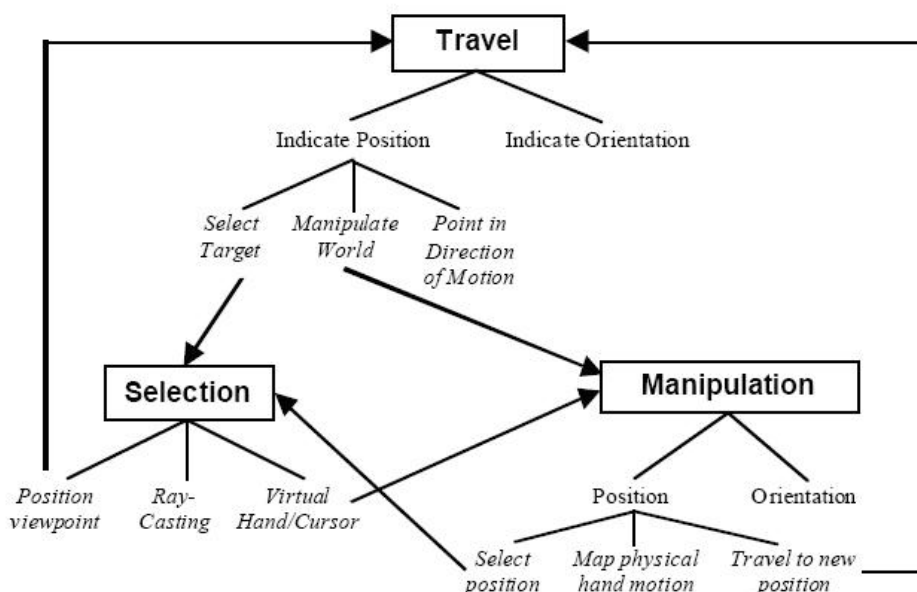 Travel
Indicate Position
Indicate Orientation
Select
Target
Manipulate
World
Point in
Direction
of Motion
Selection
Manipulation
Position
viewpoint
Ray-
Casting
Virtual
Hand/Cursor
Position
Orientation
Select
position
Map physical
hand motion
Travel to new
position